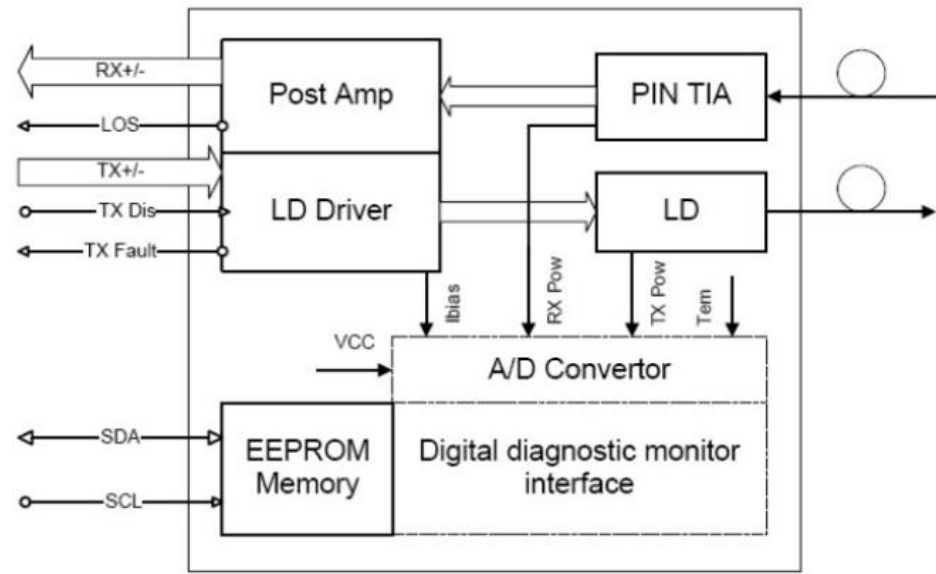 RX+/-
Post Amp
PIN TIA
LOS
TX+/-
TX Dis
LD Driver
LD
TX Fault
Ibias
RX Pow
TX Pow
Tem
VCC
A/D Convertor
SDA
EEPROM
Memory
Digital diagnostic monitor
interface
SCL